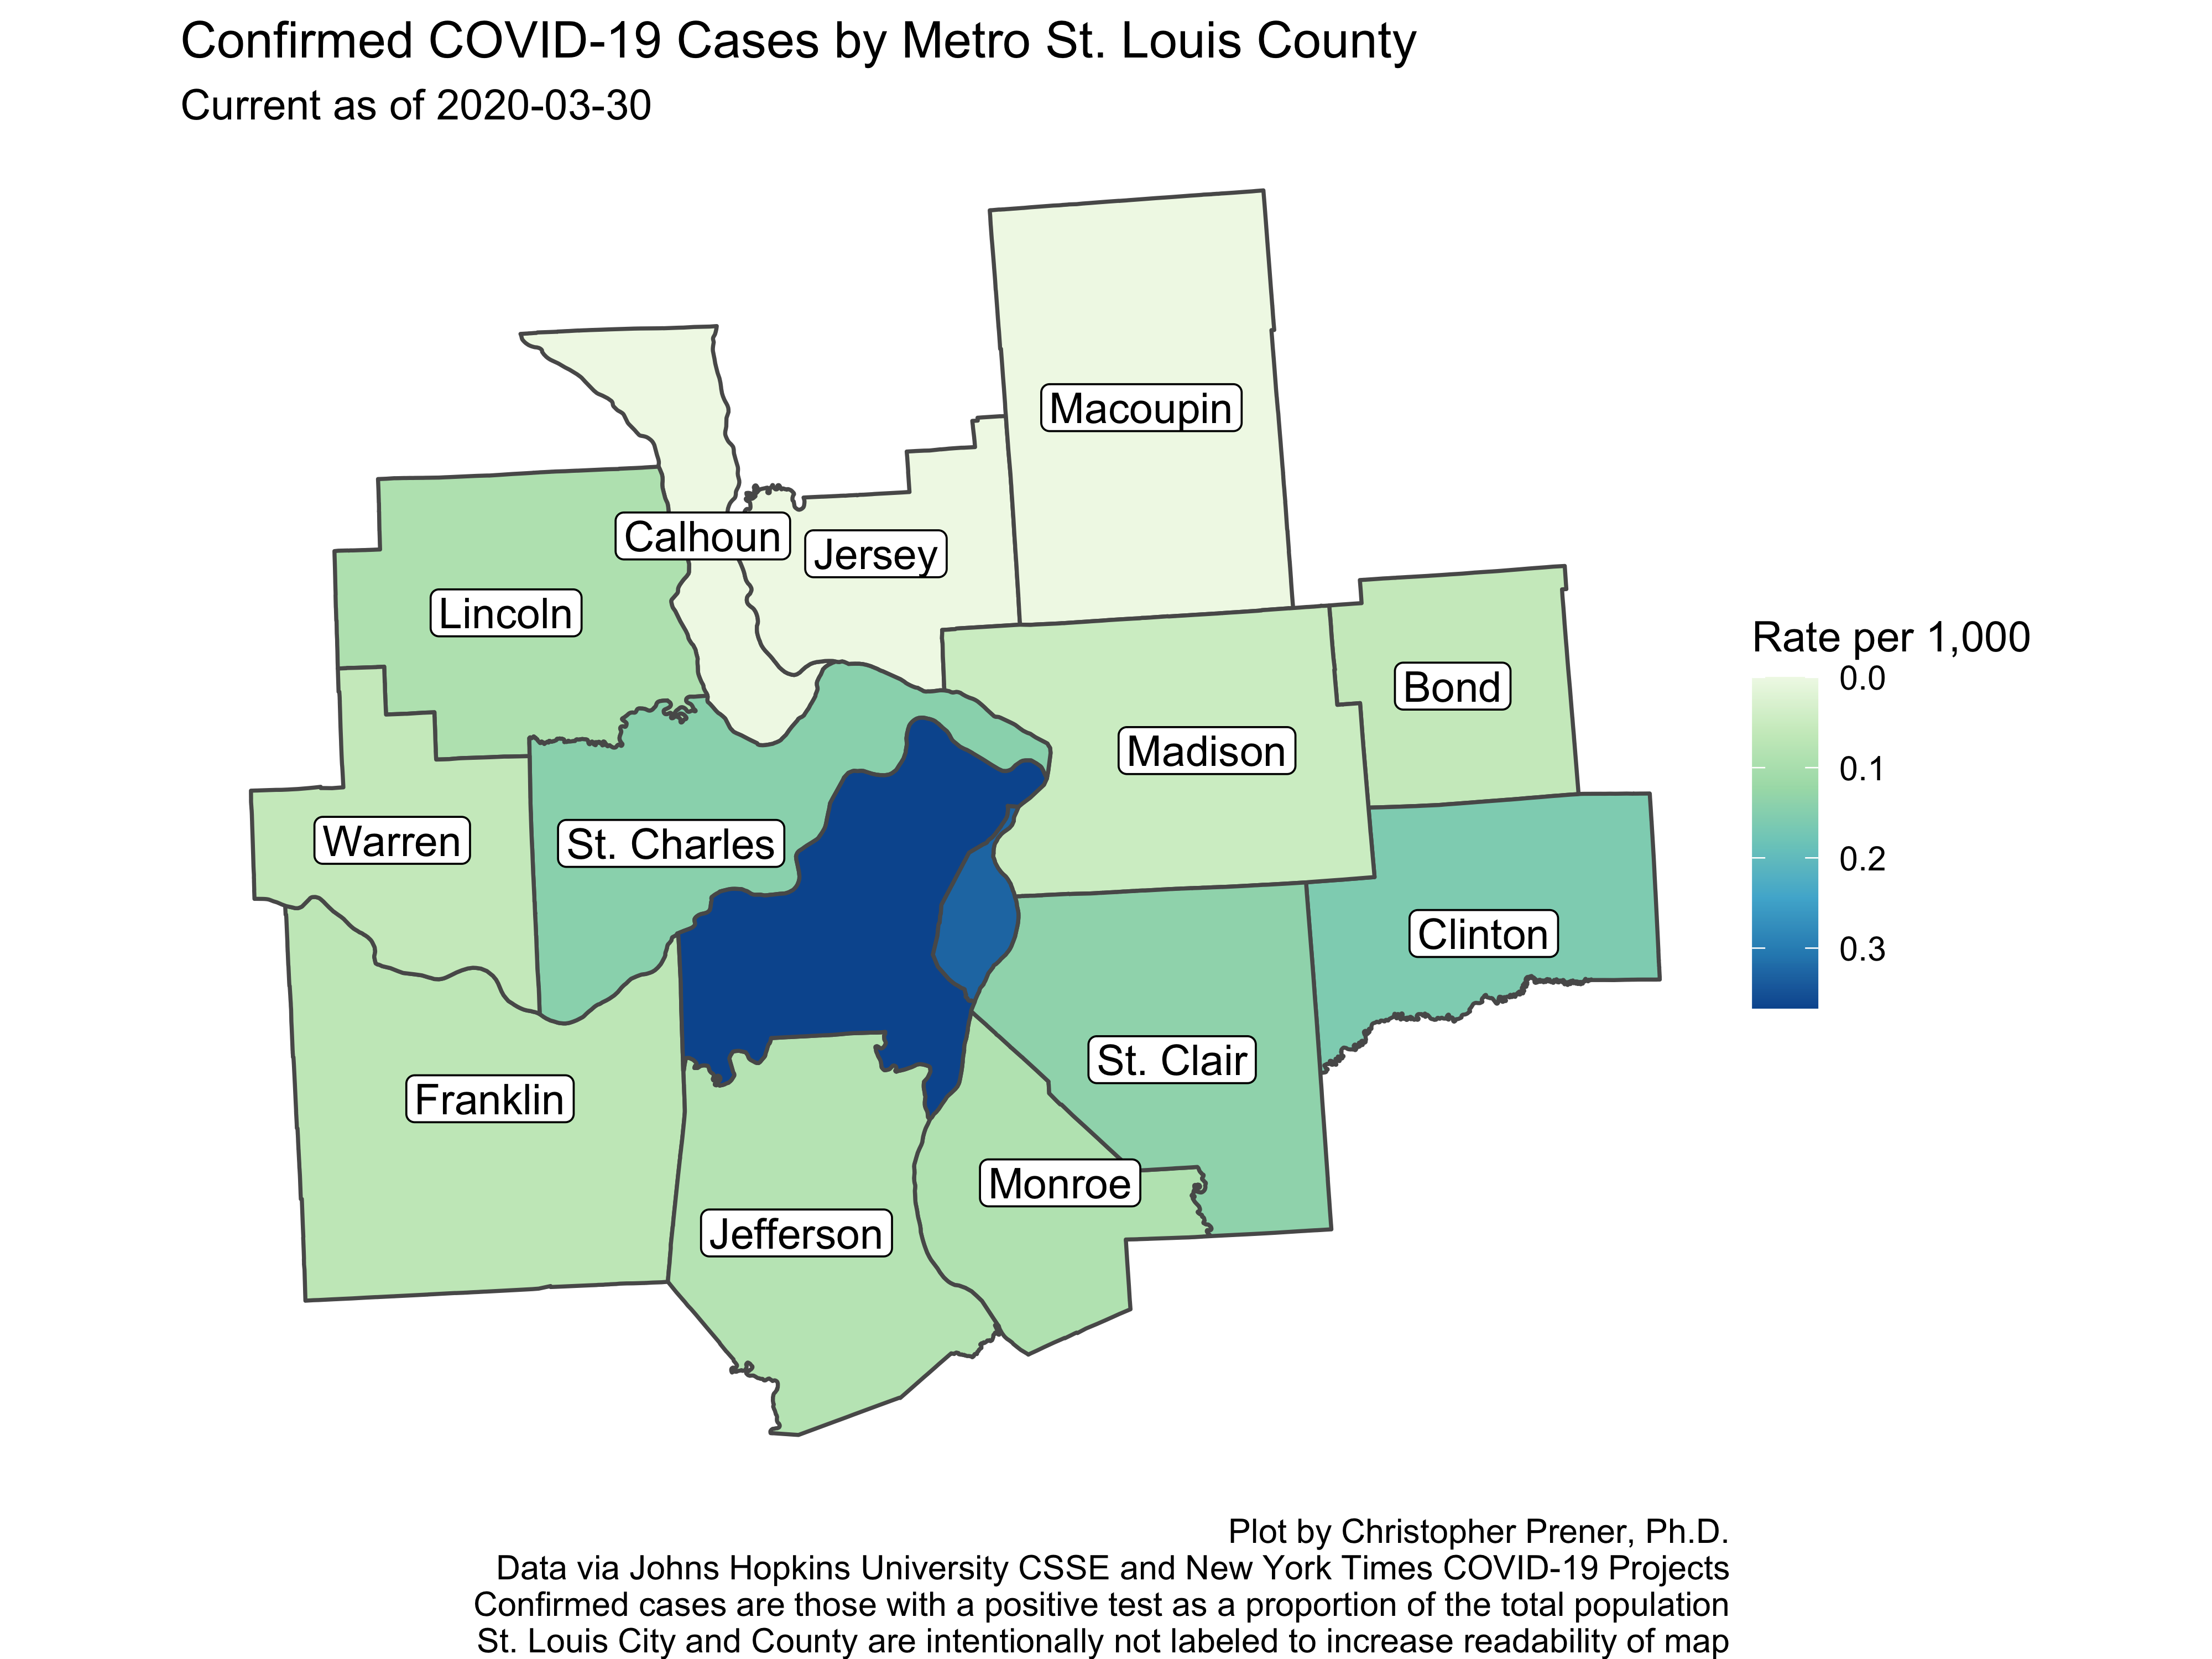 Confirmed COVID-19 Cases by Metro St. Louis County
Current as of 2020-03-30
Macoupin
Calhoun
Jersey
Lincoln
Rate per 1,000
0.0
0.1
0.2
0.3
Bond
Madison
Warren
St. Charles
Clinton
St. Clair
Franklin
Monroe
Jefferson
Plot by Christopher Prener, Ph.D.
Data via Johns Hopkins University CSSE and New York Times COVID-19 Projects
Confirmed cases are those with a positive test as a proportion of the total population
St. Louis City and County are intentionally not labeled to increase readability of map